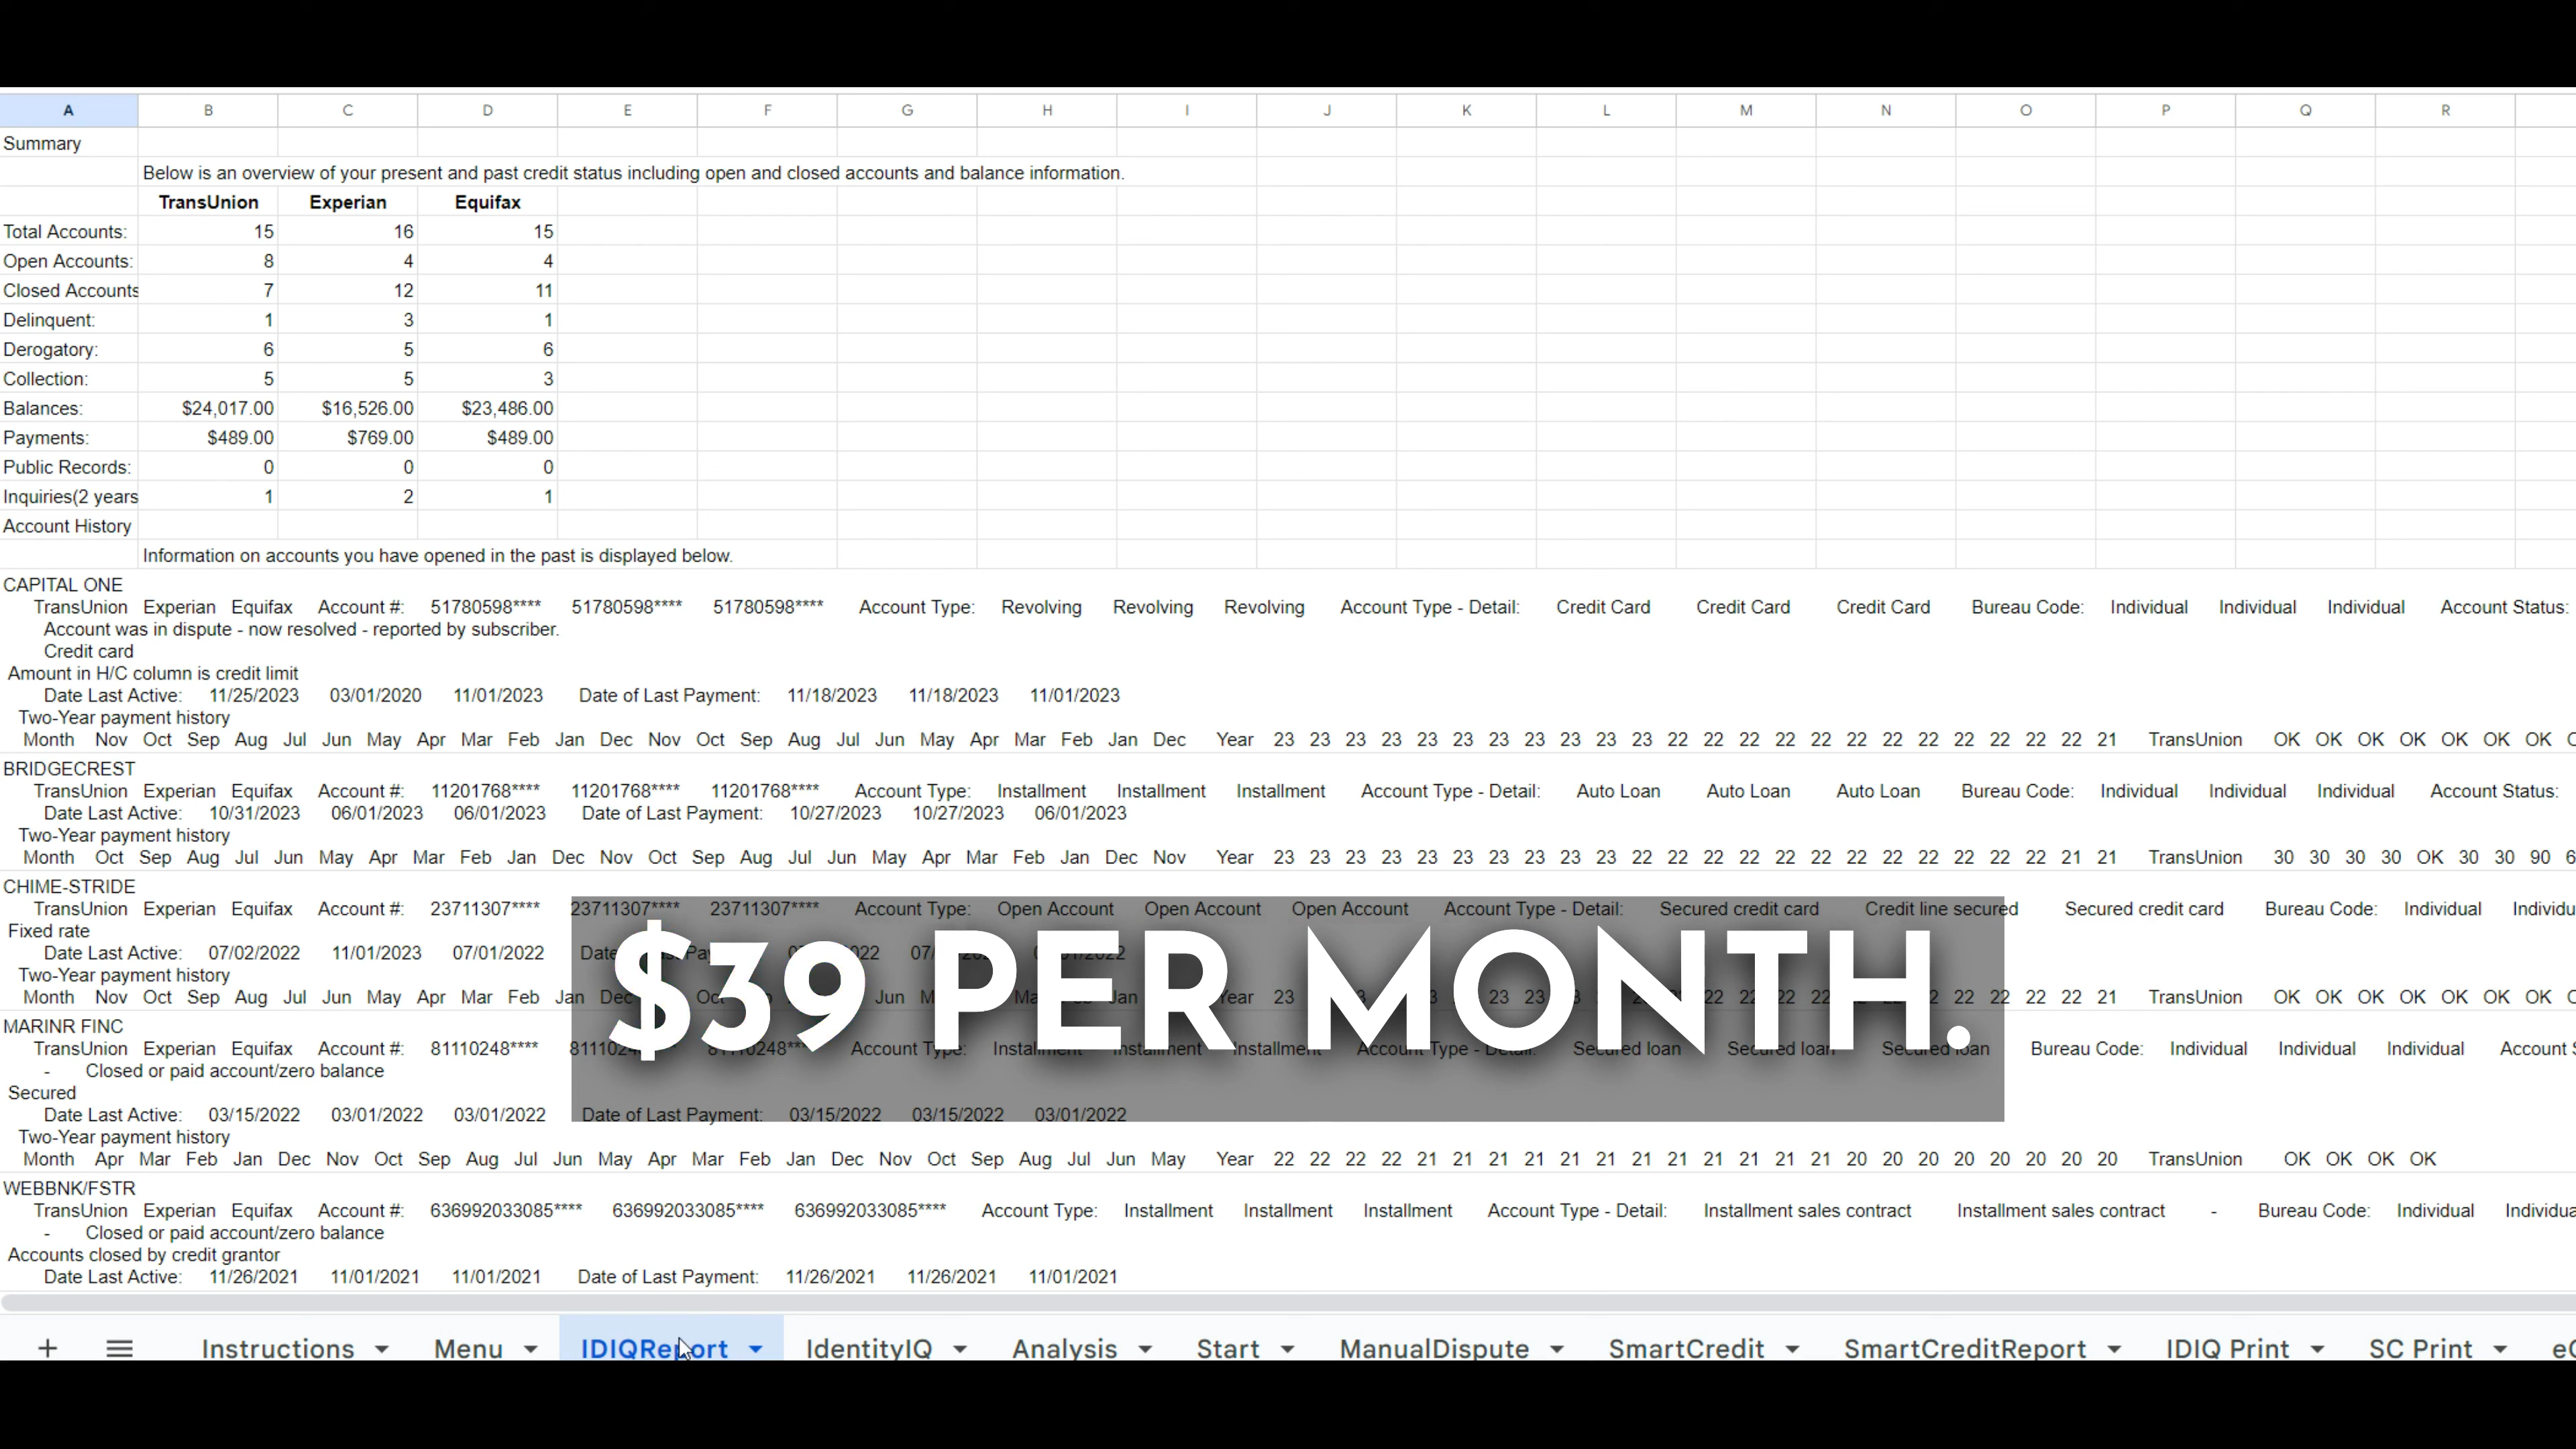 A B C D E F G H I J K L M N O P Q R
Summary
Below is an overview of your present and past credit status including open and closed accounts and balance information.
TransUnion Experian Equifax
Total Accounts: 15 16 15
Open Accounts: 8 4 4
Closed Accounts 7 12 11
Delinquent: 1 3 1
Derogatory: 6 5 6
Collection: 5 5 3
Balances: $24,017.00 $16,526.00 $23,486.00
Payments: $489.00 $769.00 $489.00
Public Records: 0 0 0
Inquiries(2 years 1 2 1
Account History
Information on accounts you have opened in the past is displayed below.
CAPITAL ONE
TransUnion Experian Equifax Account #: 51780598**** 51780598**** 51780598**** Account Type: Revolving Revolving Revolving Account Type - Detail: Credit Card Credit Card Credit Card Bureau Code: Individual Individual Individual Account Status:
Account was in dispute - now resolved - reported by subscriber.
Credit card
Amount in H/C column is credit limit
Date Last Active: 11/25/2023 03/01/2020 11/01/2023 Date of Last Payment: 11/18/2023 11/18/2023 11/01/2023
Two-Year payment history
Month Nov Oct Sep Aug Jul Jun May Apr Mar Feb Jan Dec Nov Oct Sep Aug Jul Jun May Apr Mar Feb Jan Dec Year 23 23 23 23 23 23 23 23 23 23 23 22 22 22 22 22 22 22 22 22 22 22 22 21 TransUnion OK OK OK OK OK OK OK
BRIDGECREST
TransUnion Experian Equifax Account #: 11201768**** 11201768**** 11201768**** Account Type: Installment Installment Installment Account Type - Detail: Auto Loan Auto Loan Auto Loan Bureau Code: Individual Individual Individual Account Status:
Date Last Active: 10/31/2023 06/01/2023 06/01/2023 Date of Last Payment: 10/27/2023 10/27/2023 06/01/2023
Two-Year payment history
Month Oct Sep Aug Jul Jun May Apr Mar Feb Jan Dec Nov Oct Sep Aug Jul Jun May Apr Mar Feb Jan Dec Nov Year 23 23 23 23 23 23 23 23 23 23 22 22 22 22 22 22 22 22 22 22 22 22 21 21 TransUnion 30 30 30 30 OK 30 30 90
CHIME-STRIDE
TransUnion Experian Equifax Account #: 23711307**** 23711307**** 23711307**** Account Type: Open Account Open Account Open Account Account Type - Detail: Secured credit card Credit line secured Secured credit card Bureau Code: Individual
Fixed rate
Date Last Active: 07/02/2022 11/01/2023 07/01/2022
Two-Year payment history
Month Nov Oct Sep Aug Jul Jun May Apr Mar Feb Jan Jun Year 23 23 23 22 22 22 22 21 TransUnion OK OK OK OK OK OK OK
$39 PER MONTH.
MARINR FINC
TransUnion Experian Equifax Account #: 81110248**** Account Type: Installment Installment Installment Account Type - Detail: Secured loan Secured loan Secured loan Bureau Code: Individual Individual Individual
- Closed or paid account/zero balance
Secured
Date Last Active: 03/15/2022 03/01/2022 03/01/2022 Date of Last Payment: 03/15/2022 03/15/2022 03/01/2022
Two-Year payment history
Month Apr Mar Feb Jan Dec Nov Oct Sep Aug Jul Jun May Apr Mar Feb Jan Dec Nov Oct Sep Aug Jul Jun May Year 22 22 22 22 21 21 21 21 21 21 21 21 21 21 21 21 20 20 20 20 20 20 20 20 TransUnion OK OK OK OK
WEBBNK/FSTR
TransUnion Experian Equifax Account #: 636992033085**** 636992033085**** 636992033085**** Account Type: Installment Installment Installment Account Type - Detail: Installment sales contract Installment sales contract - Bureau Code: Individual
- Closed or paid account/zero balance
Accounts closed by credit grantor
Date Last Active: 11/26/2021 11/01/2021 11/01/2021 Date of Last Payment: 11/26/2021 11/26/2021 11/01/2021
Instructions Menu IDIQReport IdentityIQ Analysis Start ManualDispute SmartCredit SmartCreditReport IDIQ Print SC Print